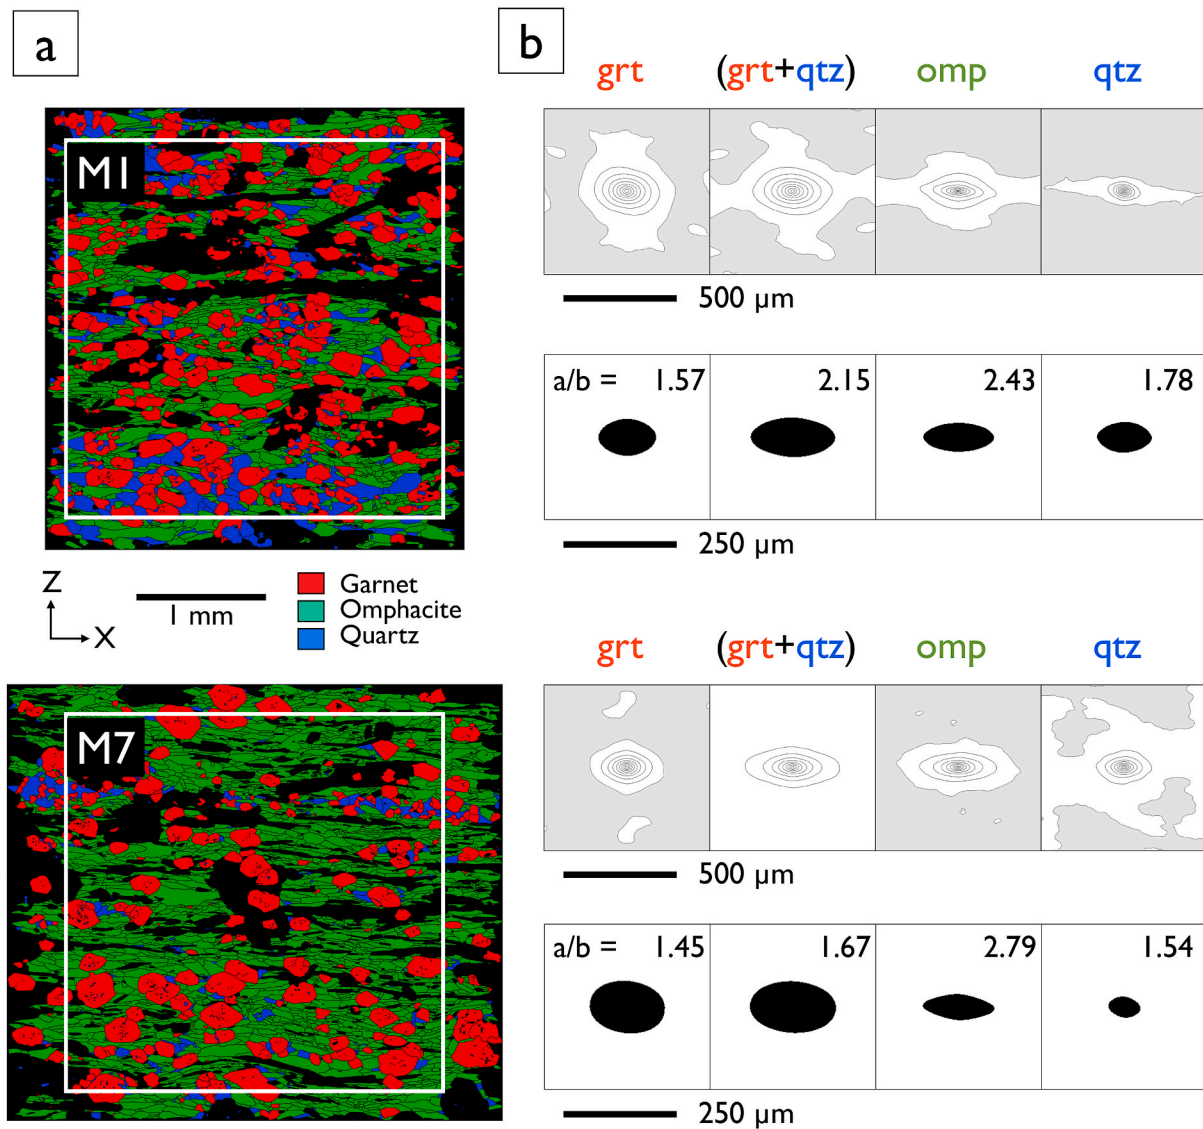 a
b
grt (grt+qtz) omp qtz
M1
500 µm
a/b = 1.57 2.15 2.43 1.78
250 µm
Z
X
1 mm
Garnet
Omphacite
Quartz
grt (grt+qtz) omp qtz
M7
500 µm
a/b = 1.45 1.67 2.79 1.54
250 µm